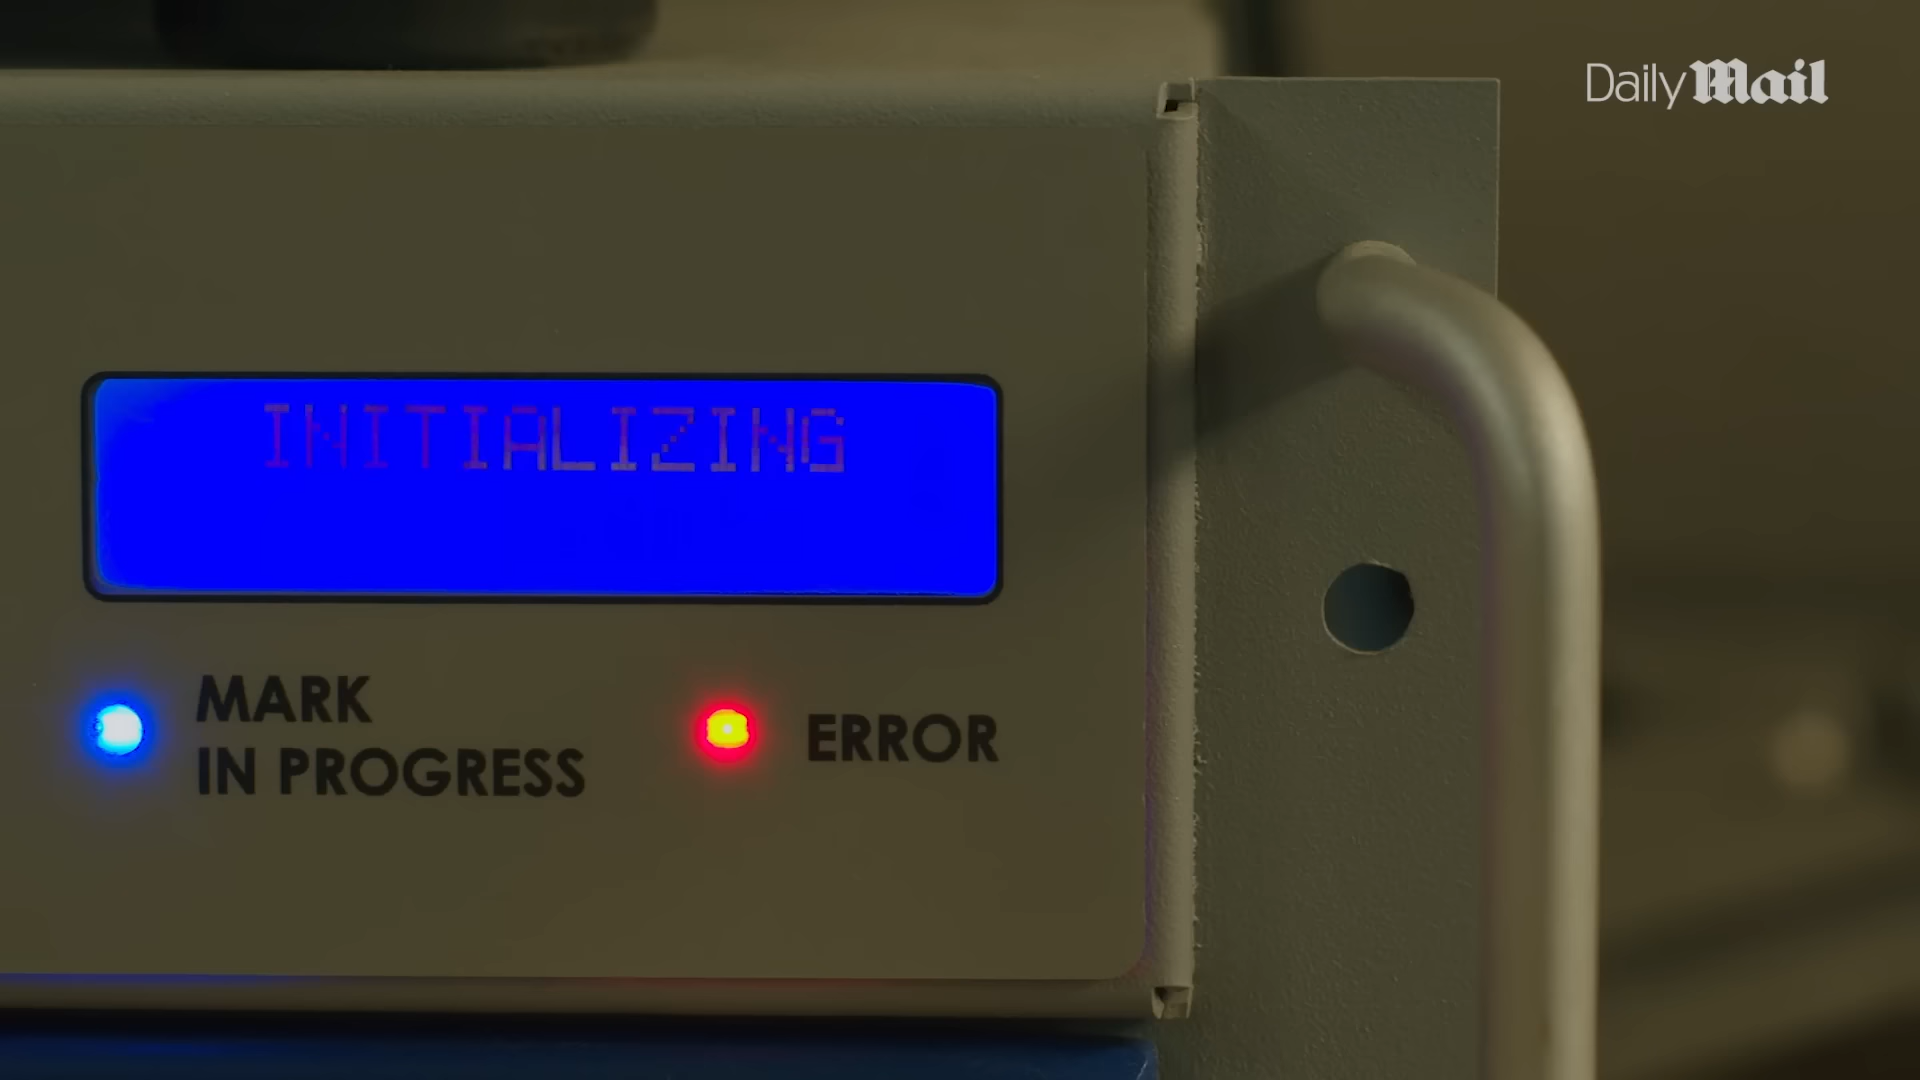 Daily Mail
INITIALIZING
MARK
IN PROGRESS
ERROR